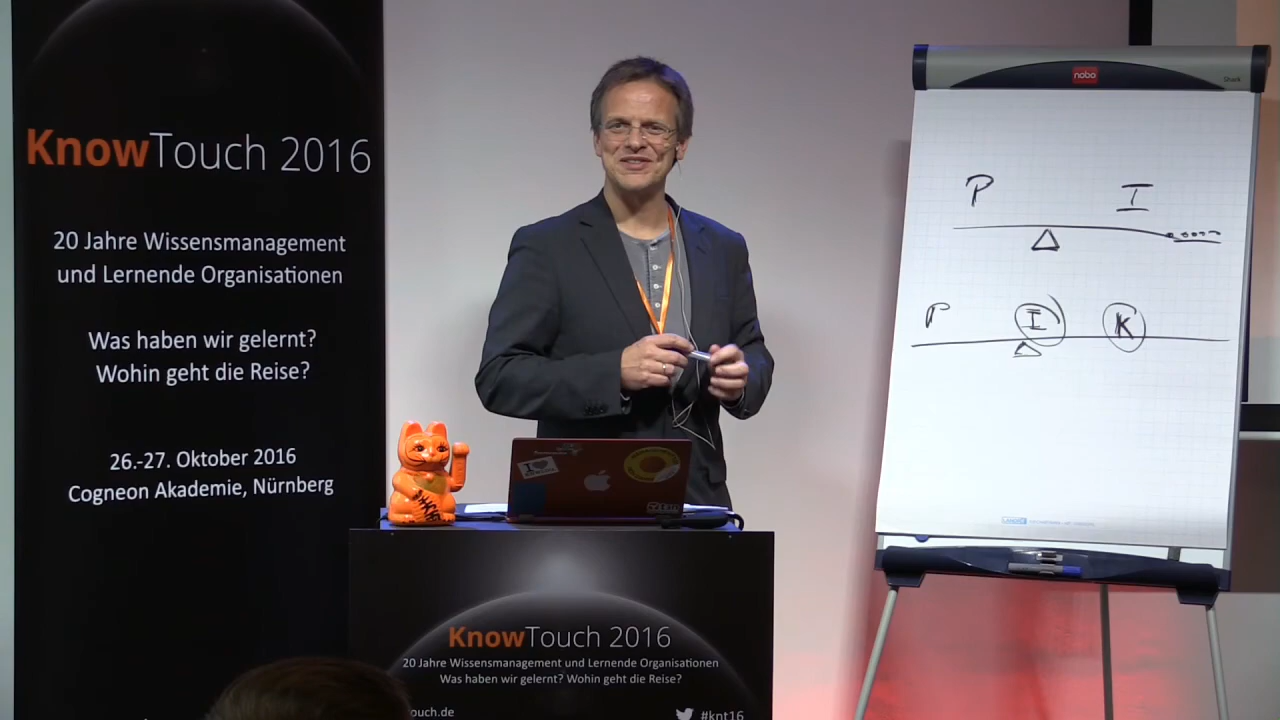 KnowTouch 2016
20 Jahre Wissensmanagement
und Lernende Organisationen
Was haben wir gelernt?
Wohin geht die Reise?
26.-27. Oktober 2016
Cogneon Akademie, Nürnberg
nobo
Shark
P I
P I K
I
KnowTouch 2016
20 Jahre Wissensmanagement und Lernende Organisationen
Was haben wir gelernt? Wohin geht die Reise?
ouch.de
#knt16